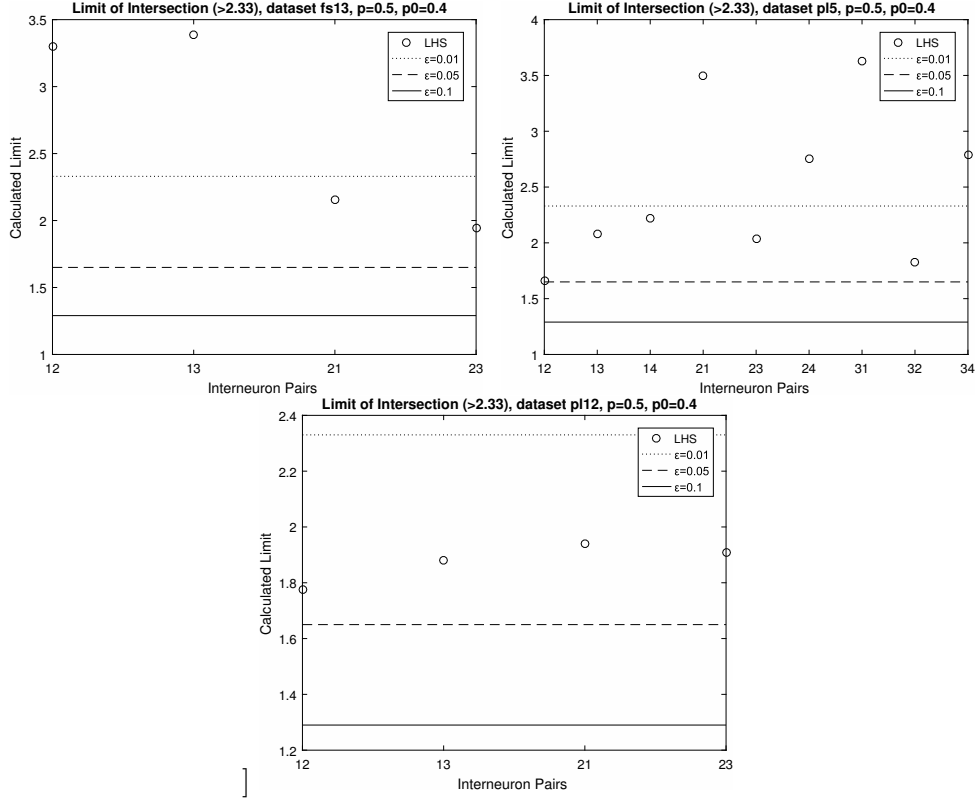 Limit of Intersection (>2.33), dataset fs13, p=0.5, p0=0.4
3.5
3
2.5
2
1.5
1
Calculated Limit
LHS
ε=0.01
ε=0.05
ε=0.1
12 13 21 23
Interneuron Pairs
Limit of Intersection (>2.33), dataset pl5, p=0.5, p0=0.4
4
3.5
3
2.5
2
1.5
1
Calculated Limit
LHS
ε=0.01
ε=0.05
ε=0.1
12 13 14 21 24 23 24 31 32 34
Interneuron Pairs
Limit of Intersection (>2.33), dataset pl12, p=0.5, p0=0.4
2.4
2.2
2
1.8
1.6
1.4
1.2
Calculated Limit
LHS
ε=0.01
ε=0.05
ε=0.1
12 13 21 23
Interneuron Pairs
]